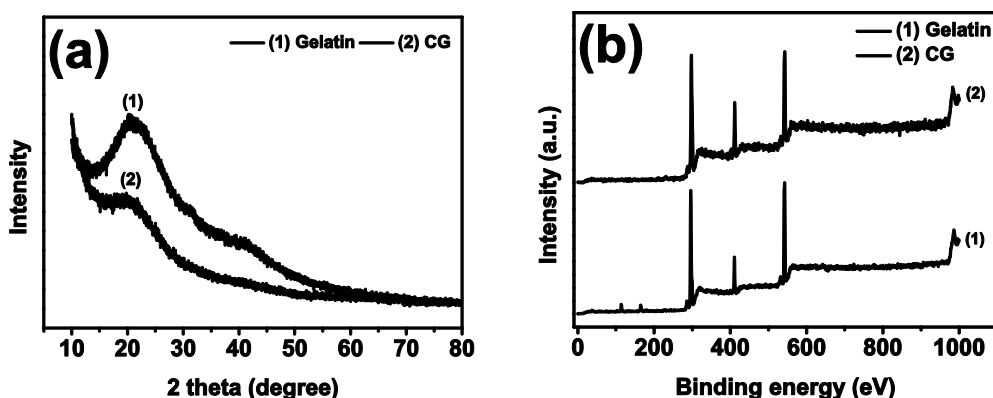 (a)
(1) Gelatin (2) CG
(1)
(2)
Intensity
10 20 30 40 50 60 70 80
2 theta (degree)
(b)
(1) Gelatin
(2) CG
(2)
(1)
Intensity (a.u.)
0 200 400 600 800 1000
Binding energy (eV)